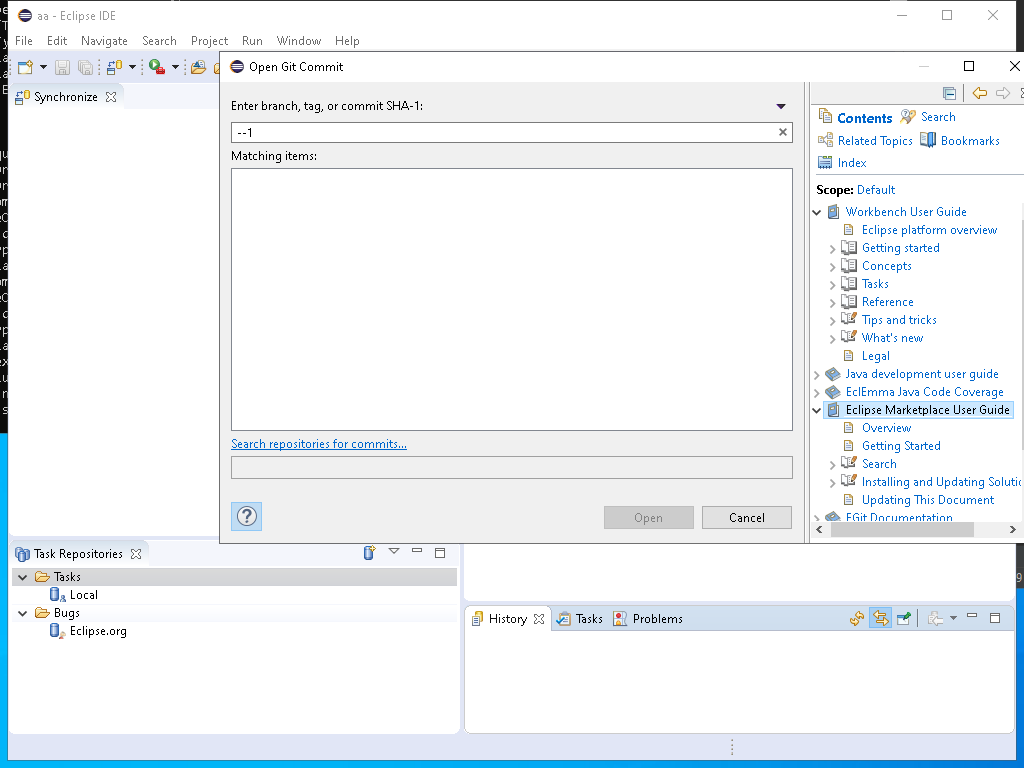 aa - Eclipse IDE
File Edit Navigate Search Project Run Window Help
Synchronize
Open Git Commit
Enter branch, tag, or commit SHA-1:
--1
Matching items:
Search repositories for commits...
Open Cancel
Contents Search
Related Topics Bookmarks
Index
Scope: Default
Workbench User Guide
Eclipse platform overview
Getting started
Concepts
Tasks
Reference
Tips and tricks
What's new
Legal
Java development user guide
EclEmma Java Code Coverage
Eclipse Marketplace User Guide
Overview
Getting Started
Search
Installing and Updating Solutic
Updating This Document
EGit Documentation
Task Repositories
Tasks
Local
Bugs
Eclipse.org
History Tasks Problems